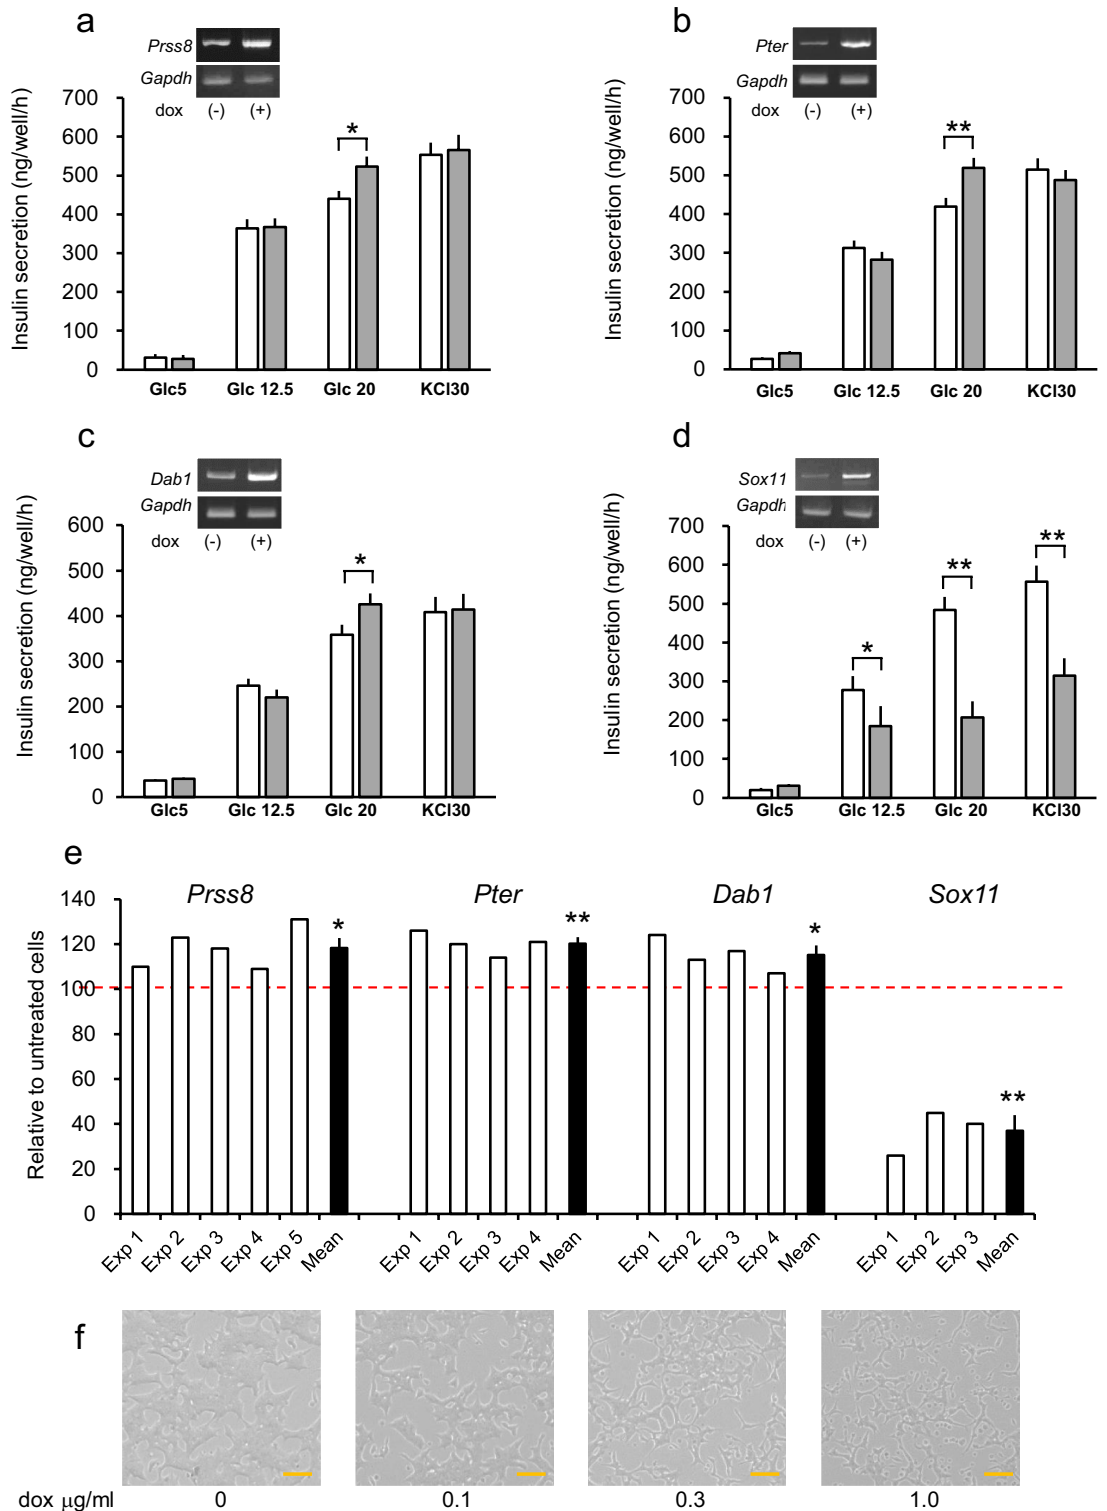 a
Prss8
Gapdh
dox (-) (+)
Insulin secretion (ng/well/h)
700
600
500
400
300
200
100
0
*
Glc5 Glc 12.5 Glc 20 KCl30
b
Pter
Gapdh
dox (-) (+)
Insulin secretion (ng/well/h)
700
600
500
400
300
200
100
0
**
Glc5 Glc 12.5 Glc 20 KCl30
c
Dab1
Gapdh
dox (-) (+)
Insulin secretion (ng/well/h)
600
500
400
300
200
100
0
*
Glc5 Glc 12.5 Glc 20 KCl30
d
Sox11
Gapdh
dox (-) (+)
Insulin secretion (ng/well/h)
700
600
500
400
300
200
100
0
* ** **
Glc5 Glc 12.5 Glc 20 KCl30
e
Prss8 Pter Dab1 Sox11
Relative to untreated cells
140
120
100
80
60
40
20
0
* ** * **
Exp 1 Exp 2 Exp 3 Exp 4 Exp 5 Mean Exp 1 Exp 2 Exp 3 Exp 4 Mean Exp 1 Exp 2 Exp 3 Exp 4 Mean Exp 1 Exp 2 Exp 3 Mean
f
dox μg/ml 0 0.1 0.3 1.0